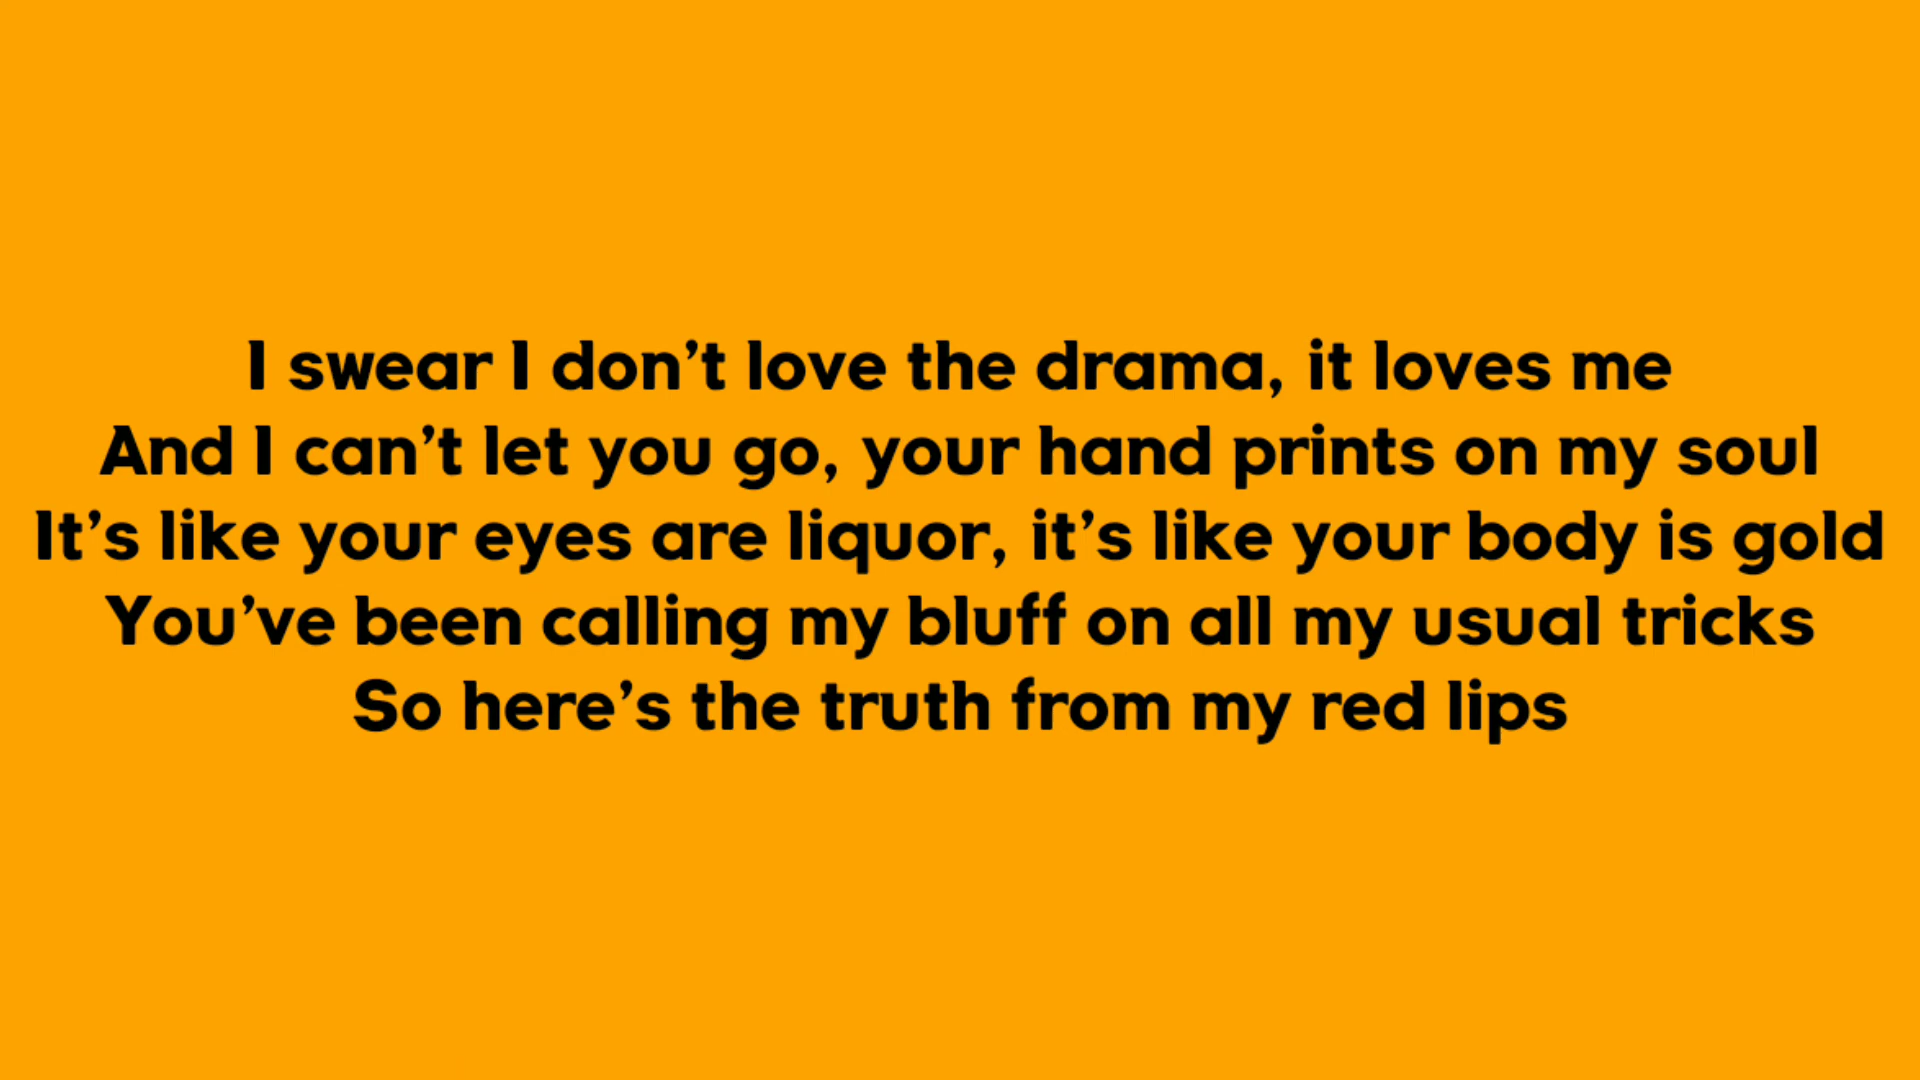 I swear I don’t love the drama, it loves me
And I can’t let you go, your hand prints on my soul
It’s like your eyes are liquor, it’s like your body is gold
You’ve been calling my bluff on all my usual tricks
So here’s the truth from my red lips